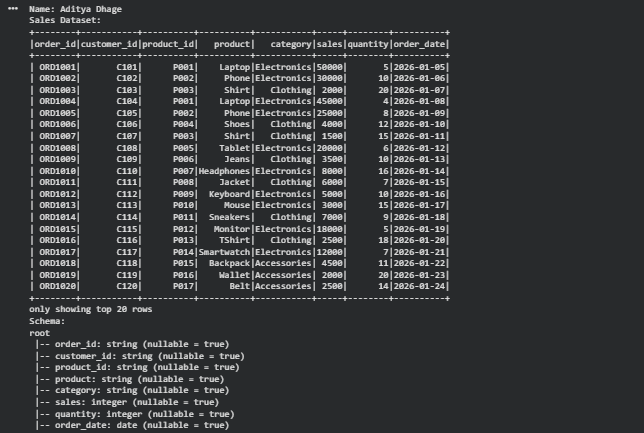 ••• Name: Aditya Dhage
Sales Dataset:
+--------+-----------+----------+----------+-----------+-----+--------+----------+
|order_id|customer_id|product_id|   product|   category|sales|quantity|order_date|
+--------+-----------+----------+----------+-----------+-----+--------+----------+
| ORD1001|       C101|      P001|    Laptop|Electronics|50000|       5|2026-01-05|
| ORD1002|       C102|      P002|     Phone|Electronics|30000|      10|2026-01-06|
| ORD1003|       C103|      P003|     Shirt|   Clothing| 2000|      20|2026-01-07|
| ORD1004|       C104|      P001|    Laptop|Electronics|45000|       4|2026-01-08|
| ORD1005|       C105|      P002|     Phone|Electronics|25000|       8|2026-01-09|
| ORD1006|       C106|      P004|     Shoes|   Clothing| 4000|      12|2026-01-10|
| ORD1007|       C107|      P003|     Shirt|   Clothing| 1500|      15|2026-01-11|
| ORD1008|       C108|      P005|    Tablet|Electronics|20000|       6|2026-01-12|
| ORD1009|       C109|      P006|     Jeans|   Clothing| 3500|      10|2026-01-13|
| ORD1010|       C110|      P007|Headphones|Electronics| 8000|      16|2026-01-14|
| ORD1011|       C111|      P008|    Jacket|   Clothing| 6000|       7|2026-01-15|
| ORD1012|       C112|      P009|  Keyboard|Electronics| 5000|      10|2026-01-16|
| ORD1013|       C113|      P010|     Mouse|Electronics| 3000|      15|2026-01-17|
| ORD1014|       C114|      P011|  Sneakers|   Clothing| 7000|       9|2026-01-18|
| ORD1015|       C115|      P012|   Monitor|Electronics|18000|       5|2026-01-19|
| ORD1016|       C116|      P013|    TShirt|   Clothing| 2500|      18|2026-01-20|
| ORD1017|       C117|      P014|Smartwatch|Electronics|12000|       7|2026-01-21|
| ORD1018|       C118|      P015|  Backpack|Accessories| 4500|      11|2026-01-22|
| ORD1019|       C119|      P016|    Wallet|Accessories| 2000|      20|2026-01-23|
| ORD1020|       C120|      P017|      Belt|Accessories| 2500|      14|2026-01-24|
+--------+-----------+----------+----------+-----------+-----+--------+----------+
only showing top 20 rows
Schema:
root
 |-- order_id: string (nullable = true)
 |-- customer_id: string (nullable = true)
 |-- product_id: string (nullable = true)
 |-- product: string (nullable = true)
 |-- category: string (nullable = true)
 |-- sales: integer (nullable = true)
 |-- quantity: integer (nullable = true)
 |-- order_date: date (nullable = true)